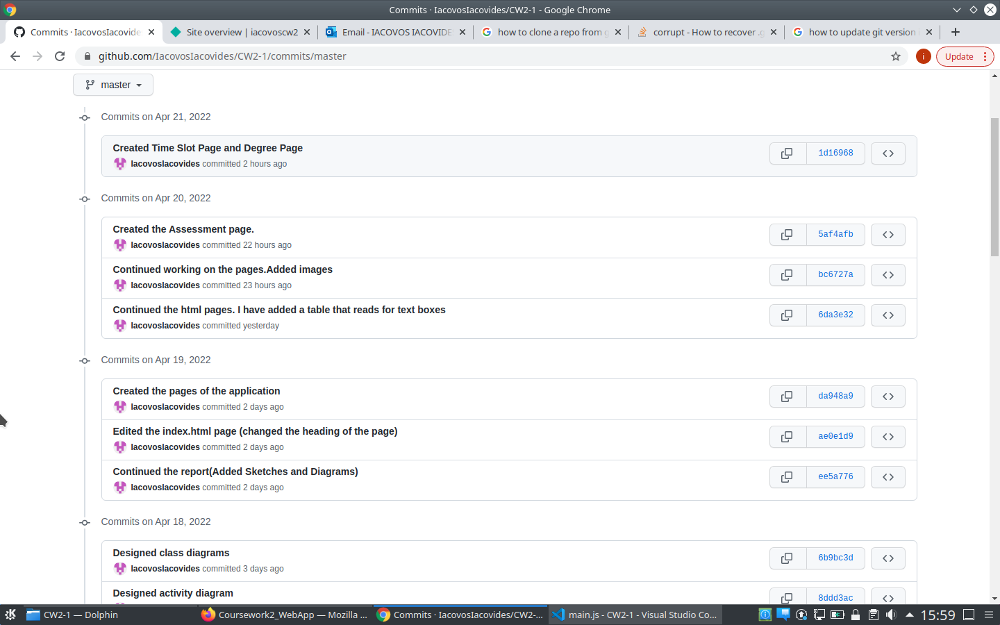 Commits · IacovosIacovides/CW2-1 - Google Chrome
Commits · IacovosIacovides
Site overview | iacovoscw2
Email - IACOVOS IACOVIDE
how to clone a repo from g
corrupt - How to recover .g
how to update git version
github.com/IacovosIacovides/CW2-1/commits/master
i
Update
master
Commits on Apr 21, 2022
Created Time Slot Page and Degree Page
1d16968
IacovosIacovides committed 2 hours ago
Commits on Apr 20, 2022
Created the Assessment page.
5af4afb
IacovosIacovides committed 22 hours ago
Continued working on the pages.Added images
bc6727a
IacovosIacovides committed 23 hours ago
Continued the html pages. I have added a table that reads for text boxes
6da3e32
IacovosIacovides committed yesterday
Commits on Apr 19, 2022
Created the pages of the application
da948a9
IacovosIacovides committed 2 days ago
Edited the index.html page (changed the heading of the page)
ae0e1d9
IacovosIacovides committed 2 days ago
Continued the report(Added Sketches and Diagrams)
ee5a776
IacovosIacovides committed 2 days ago
Commits on Apr 18, 2022
Designed class diagrams
6b9bc3d
IacovosIacovides committed 3 days ago
Designed activity diagram
8ddd3ac
CW2-1 — Dolphin
Coursework2_WebApp — Mozilla ...
Commits · IacovosIacovides/CW2-...
main.js - CW2-1 - Visual Studio Co...
15:59